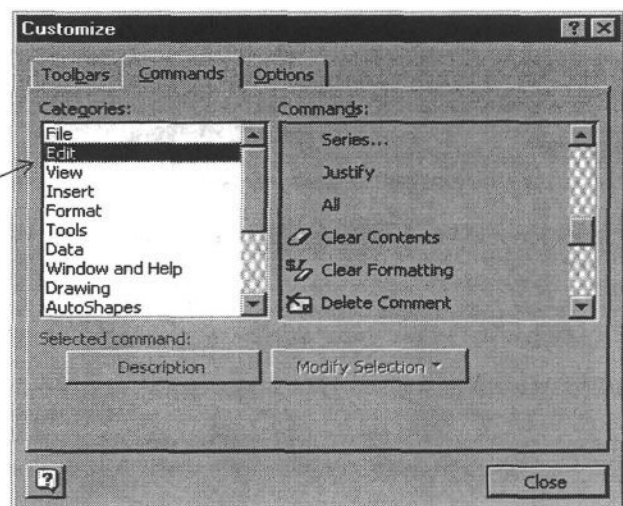 Customize
Toolbars Commands Options
Categories:
File
Edit
View
Insert
Format
Tools
Data
Window and Help
Drawing
AutoShapes
Commands:
Series...
Justify
All
Clear Contents
Clear Formatting
Delete Comment
Selected command:
Description Modify Selection
Close